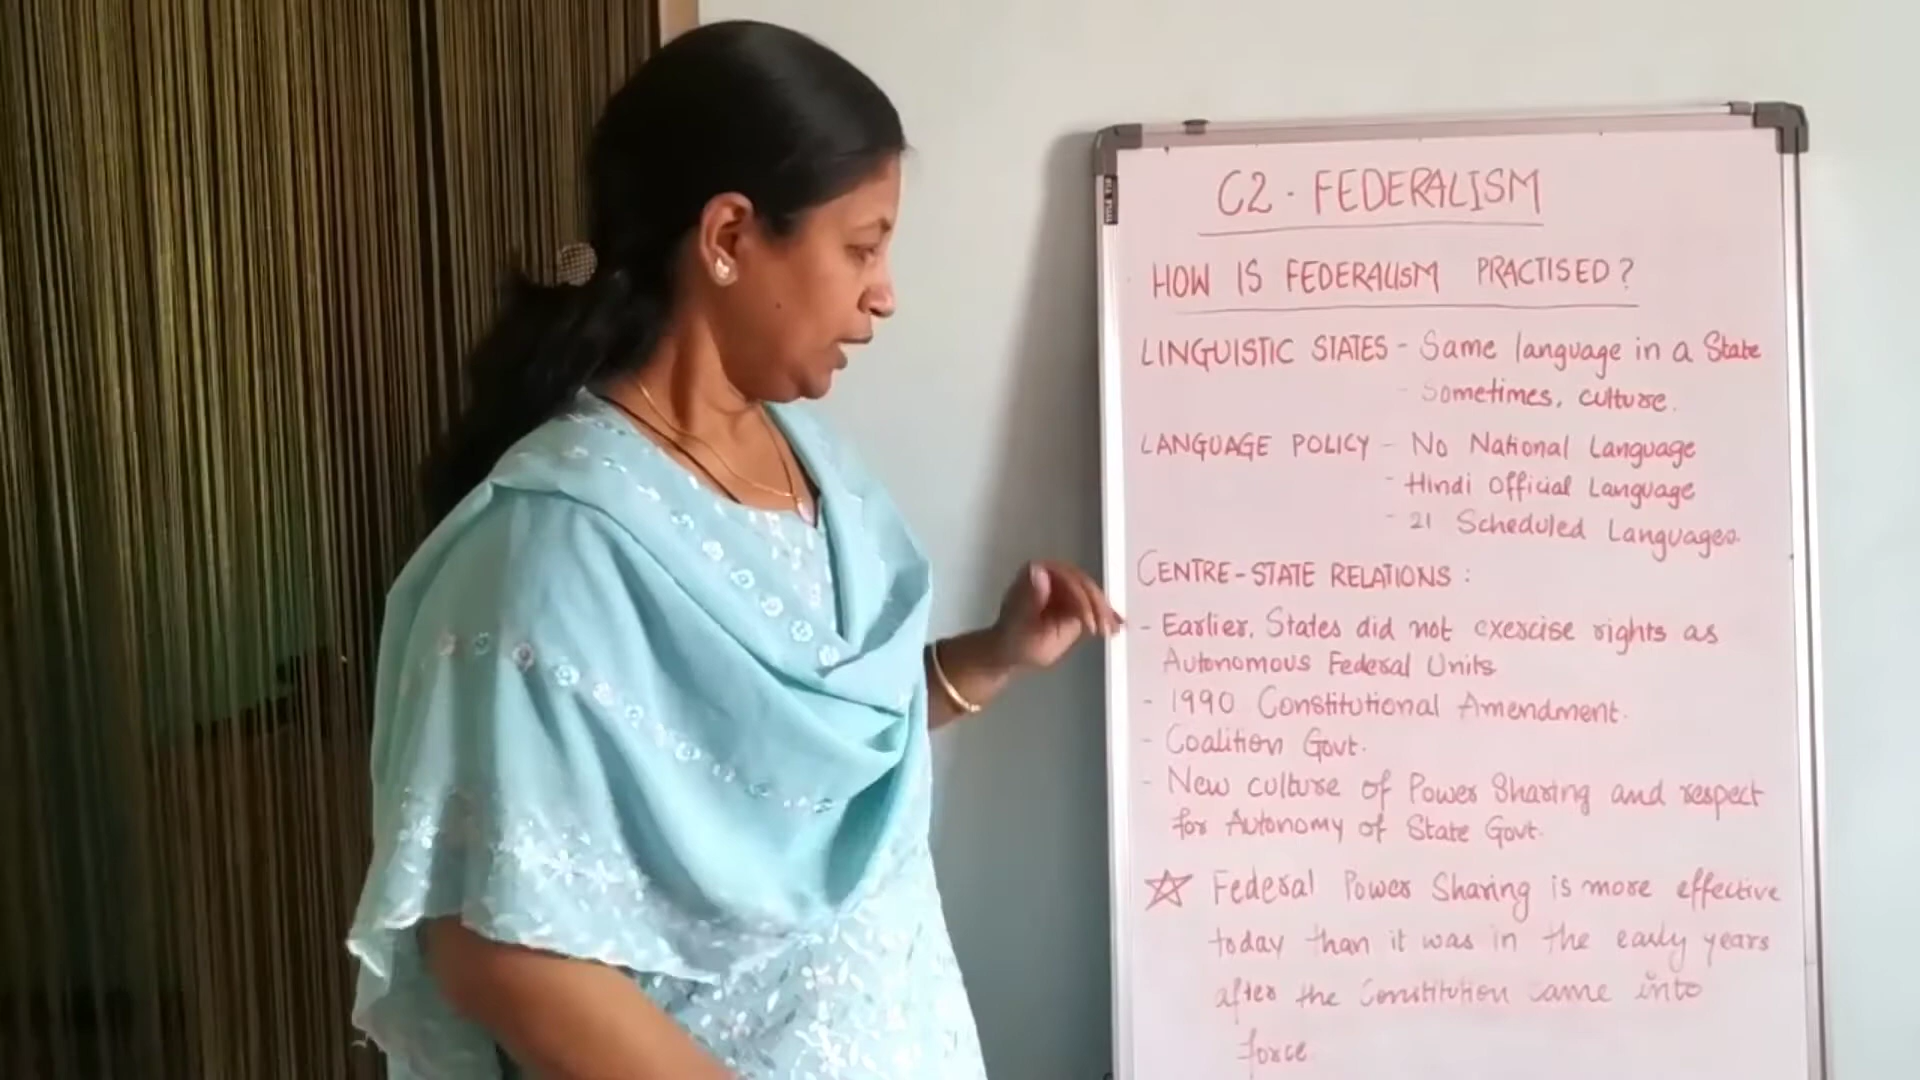 C2. FEDERALISM
HOW IS FEDERALISM PRACTISED?
LINGUISTIC STATES - Same language in a State
- Sometimes, culture.
LANGUAGE POLICY - No National Language
- Hindi Official Language
- 21 Scheduled Languages.
CENTRE-STATE RELATIONS :
- Earlier, States did not exercise rights as
Autonomous Federal Units
- 1990 Constitutional Amendment.
- Coalition Govt.
- New culture of Power Sharing and respect
for Autonomy of State Govt.
☆ Federal Power Sharing is more effective
today than it was in the early years
after the Constitution came into
force.